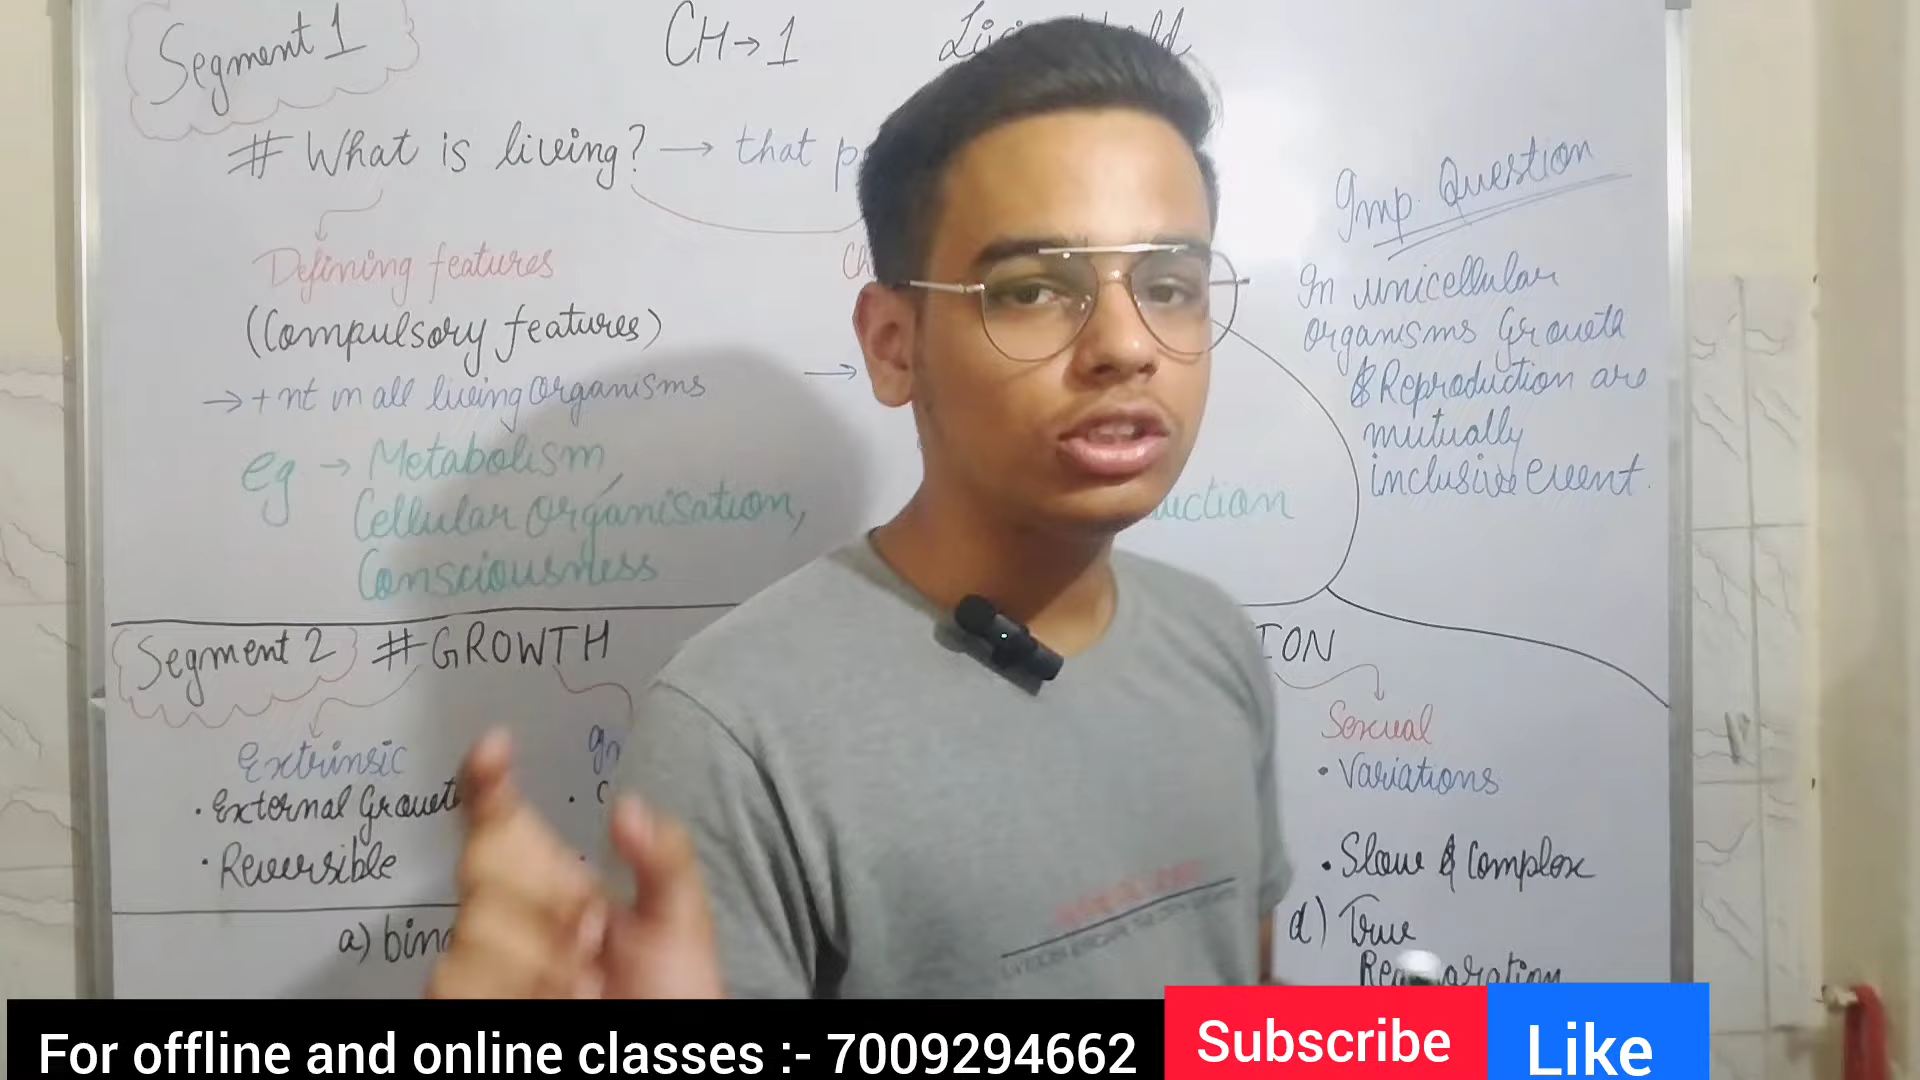 Segment 1
CH→1
# What is living? → that
Defining features
(Compulsory features)
→ +nt in all living organisms
eg → Metabolism,
Cellular Organisation,
Consciousness
Imp. Question
In unicellular
organisms Growth
& Reproduction are
mutually
inclusive event.
Segment 2 # GROWTH
Extrinsic
• External Growth
• Reversible
a)
Sexual
• Variations
• Slow & Complex
d) True
For offline and online classes :- 7009294662
Subscribe
Like